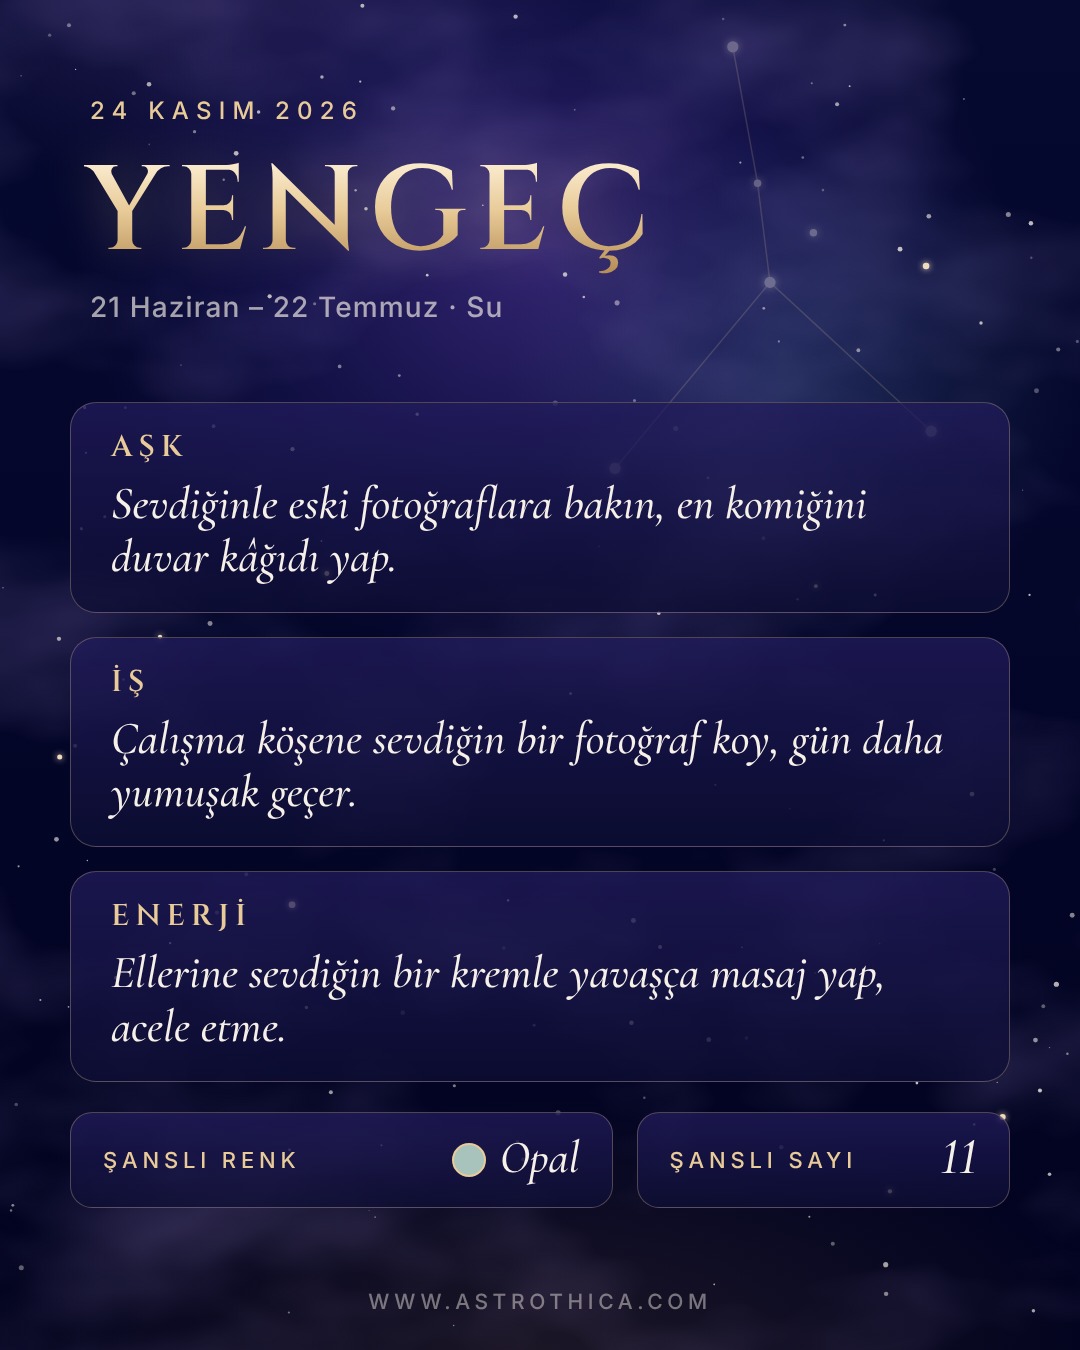 24 KASIM 2026
YENGEÇ
21 Haziran – 22 Temmuz · Su
AŞK
Sevdiğinle eski fotoğraflara bakın, en komiğini
duvar kâğıdı yap.
İŞ
Çalışma köşene sevdiğin bir fotoğraf koy, gün daha
yumuşak geçer.
ENERJİ
Ellerine sevdiğin bir kremle yavaşça masaj yap,
acele etme.
ŞANSLI RENK
Opal
ŞANSLI SAYI
11
WWW.ASTROTHICA.COM